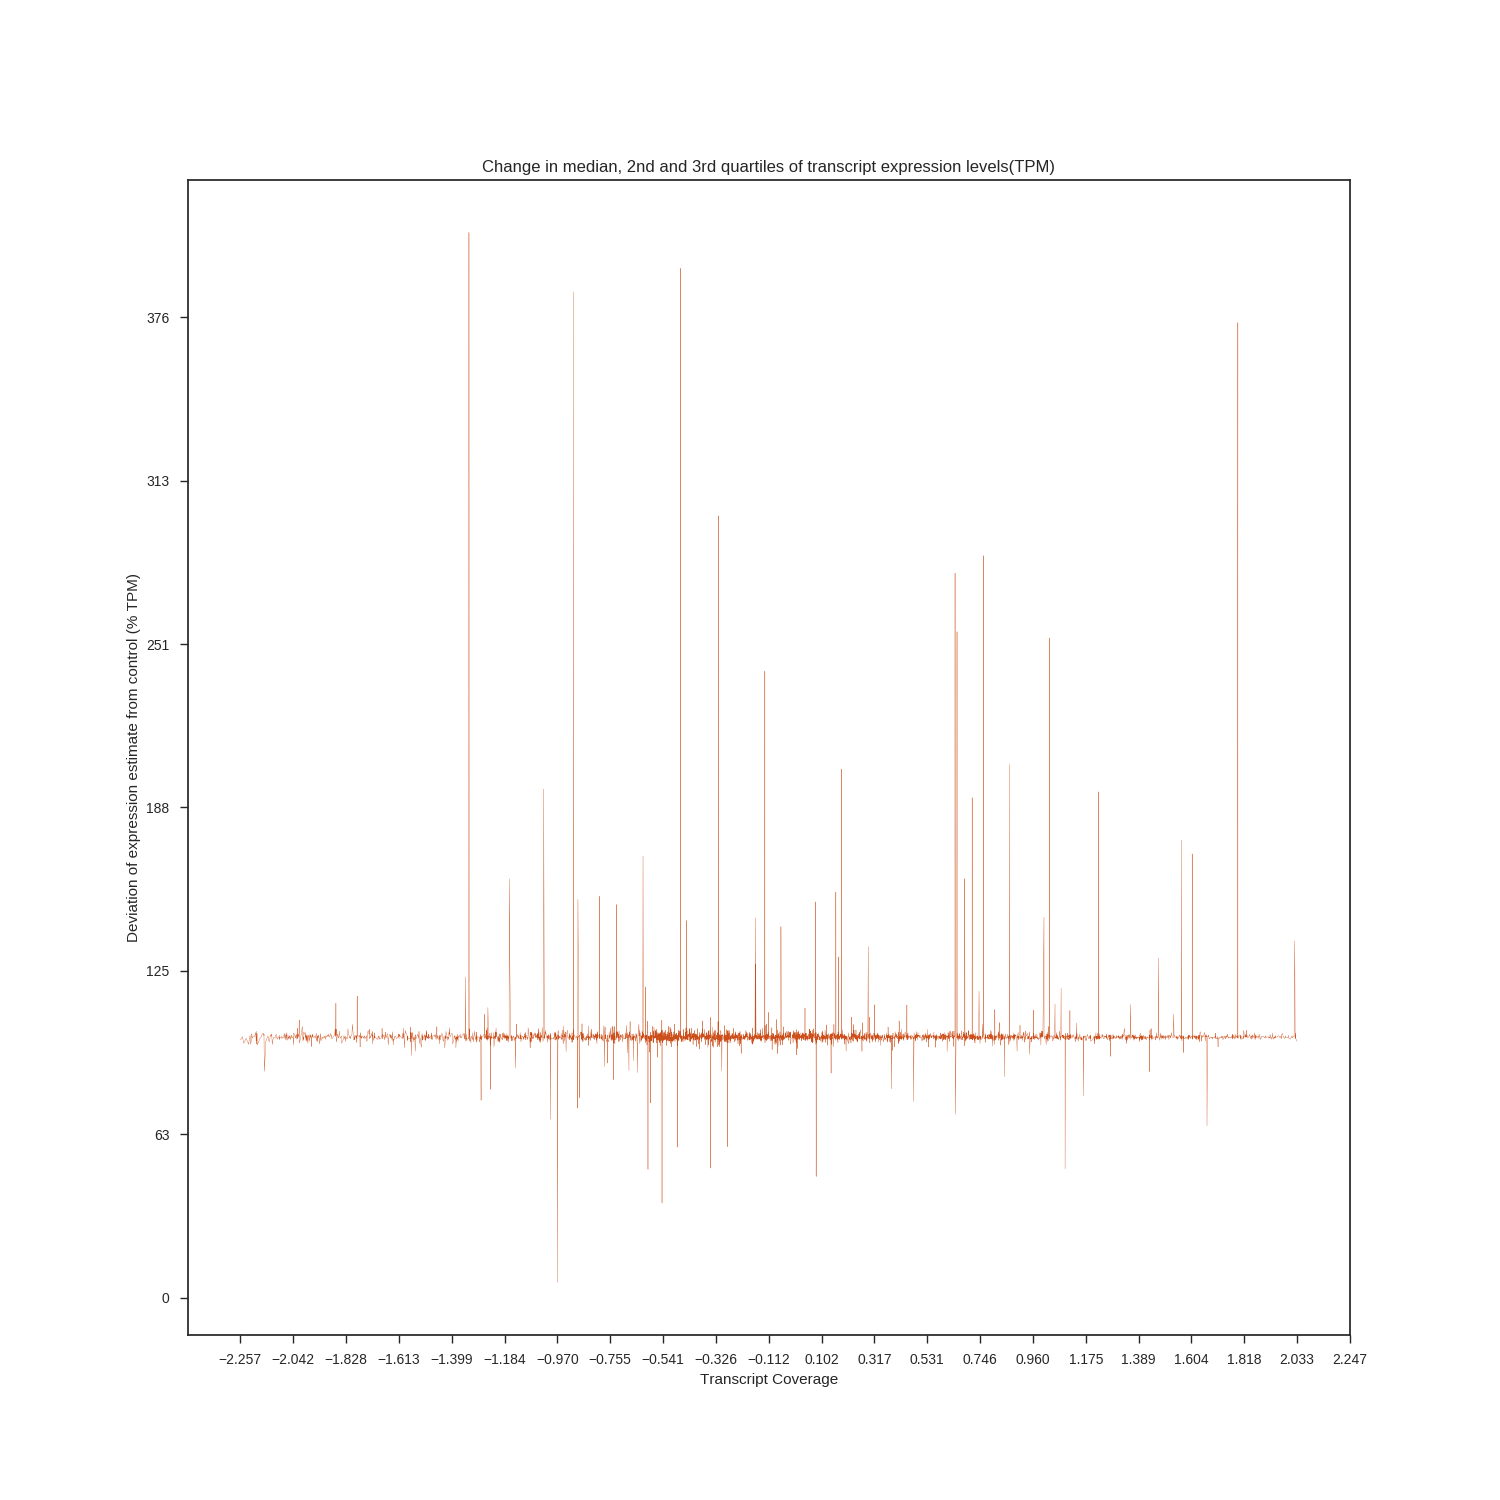 Change in median, 2nd and 3rd quartiles of transcript expression levels(TPM)
376
313
251
188
125
63
0
Deviation of expression estimate from control (% TPM)
−2.257 −2.042 −1.828 −1.613 −1.399 −1.184 −0.970 −0.755 −0.541 −0.326 −0.112 0.102 0.317 0.531 0.746 0.960 1.175 1.389 1.604 1.818 2.033 2.247
Transcript Coverage